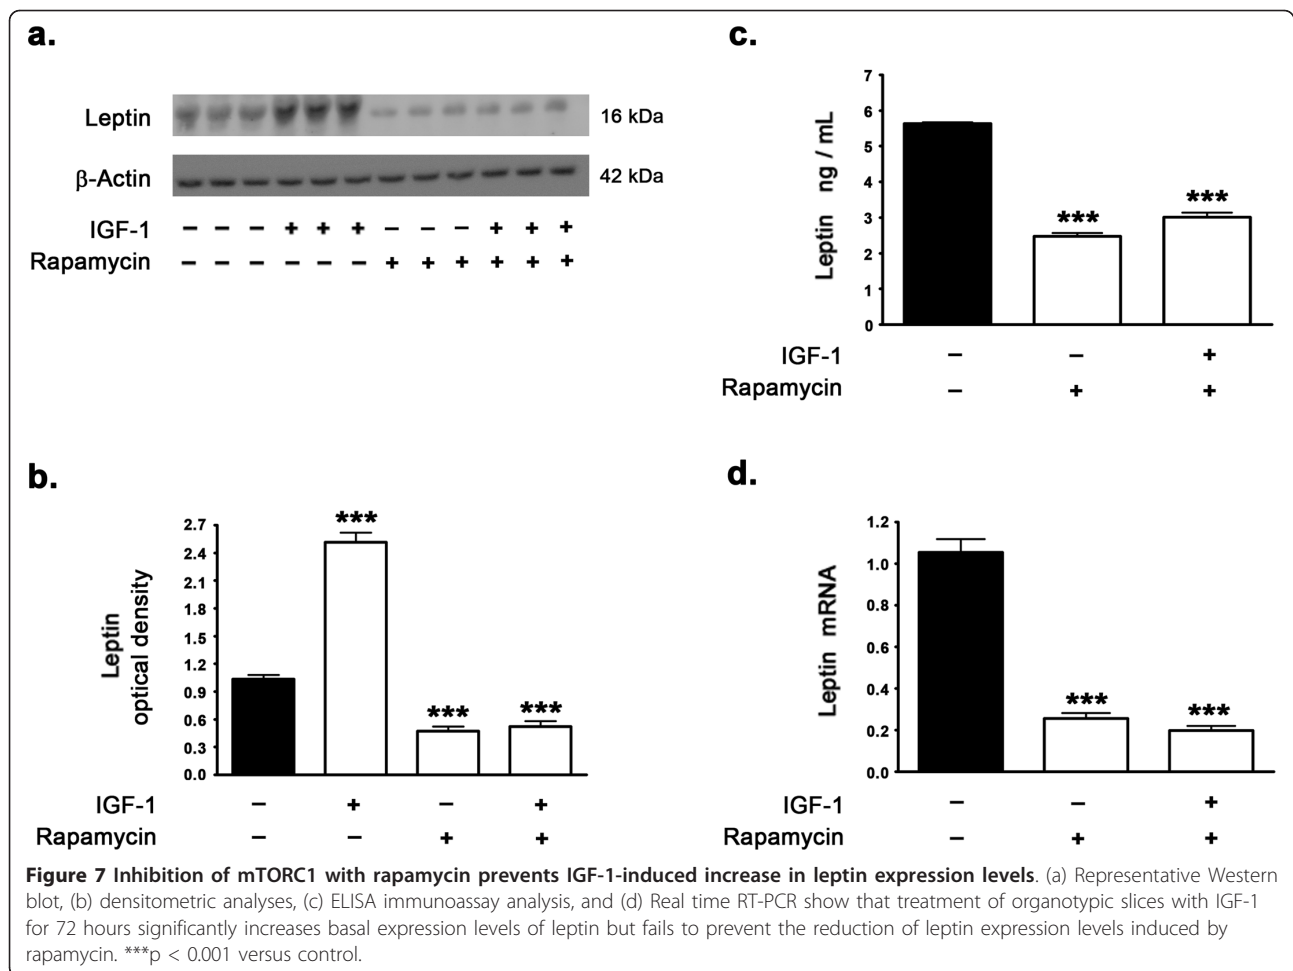 a.
Leptin
16 kDa
β-Actin
42 kDa
IGF-1 – – – + + + – – – + + +
Rapamycin – – – – – – + + + + + +
b.
Leptin
optical density
2.7
2.4
2.1
1.8
1.5
1.2
0.9
0.6
0.3
0.0
***
***
***
IGF-1 – + – +
Rapamycin – – + +
c.
Leptin ng / mL
7
6
5
4
3
2
1
0
***
***
IGF-1 – – +
Rapamycin – + +
d.
Leptin mRNA
1.2
1.0
0.8
0.6
0.4
0.2
0.0
***
***
IGF-1 – – +
Rapamycin – + +
Figure 7 Inhibition of mTORC1 with rapamycin prevents IGF-1-induced increase in leptin expression levels. (a) Representative Western
blot, (b) densitometric analyses, (c) ELISA immunoassay analysis, and (d) Real time RT-PCR show that treatment of organotypic slices with IGF-1
for 72 hours significantly increases basal expression levels of leptin but fails to prevent the reduction of leptin expression levels induced by
rapamycin. ***p < 0.001 versus control.